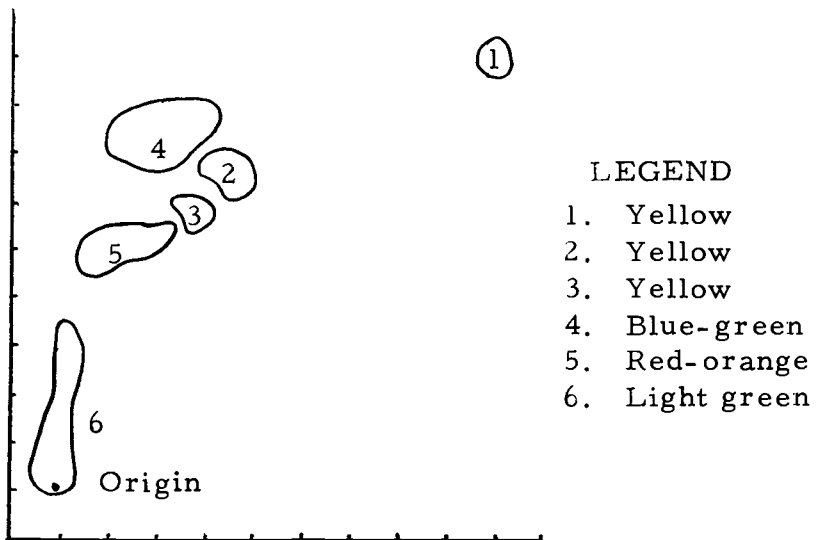 1
4
2
3
5
6
Origin
LEGEND
1. Yellow
2. Yellow
3. Yellow
4. Blue-green
5. Red-orange
6. Light green